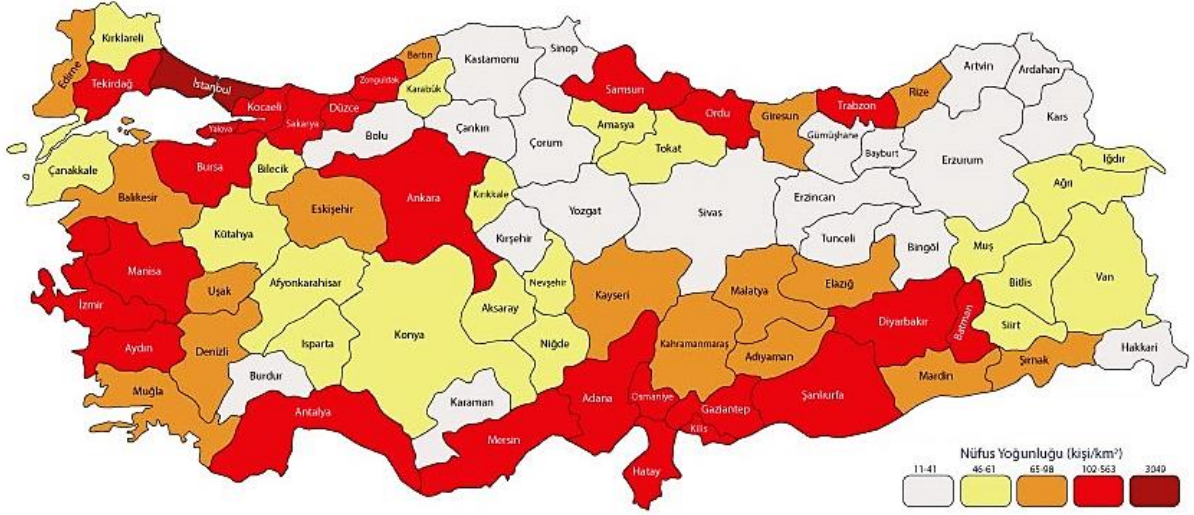 Kırklareli
Edirne
Tekirdağ
İstanbul
Kocaeli
Yalova
Sakarya
Düzce
Zonguldak
Bartın
Karabük
Kastamonu
Sinop
Bolu
Çankırı
Çorum
Samsun
Amasya
Tokat
Ordu
Giresun
Trabzon
Rize
Gümüşhane
Bayburt
Artvin
Ardahan
Kars
Erzurum
Iğdır
Ağrı
Çanakkale
Balıkesir
Bursa
Bilecik
Eskişehir
Ankara
Kırıkkale
Kırşehir
Yozgat
Sivas
Erzincan
Tunceli
Bingöl
Muş
Bitlis
Van
Kütahya
Manisa
İzmir
Uşak
Afyonkarahisar
Aksaray
Nevşehir
Kayseri
Malatya
Elazığ
Diyarbakır
Batman
Siirt
Hakkari
Şırnak
Mardin
Aydın
Denizli
Isparta
Konya
Niğde
Kahramanmaraş
Adıyaman
Şanlıurfa
Muğla
Burdur
Antalya
Karaman
Mersin
Adana
Osmaniye
Gaziantep
Kilis
Hatay
Nüfus Yoğunluğu (kişi/km²)
11-41 46-61 65-98 102-563 3049